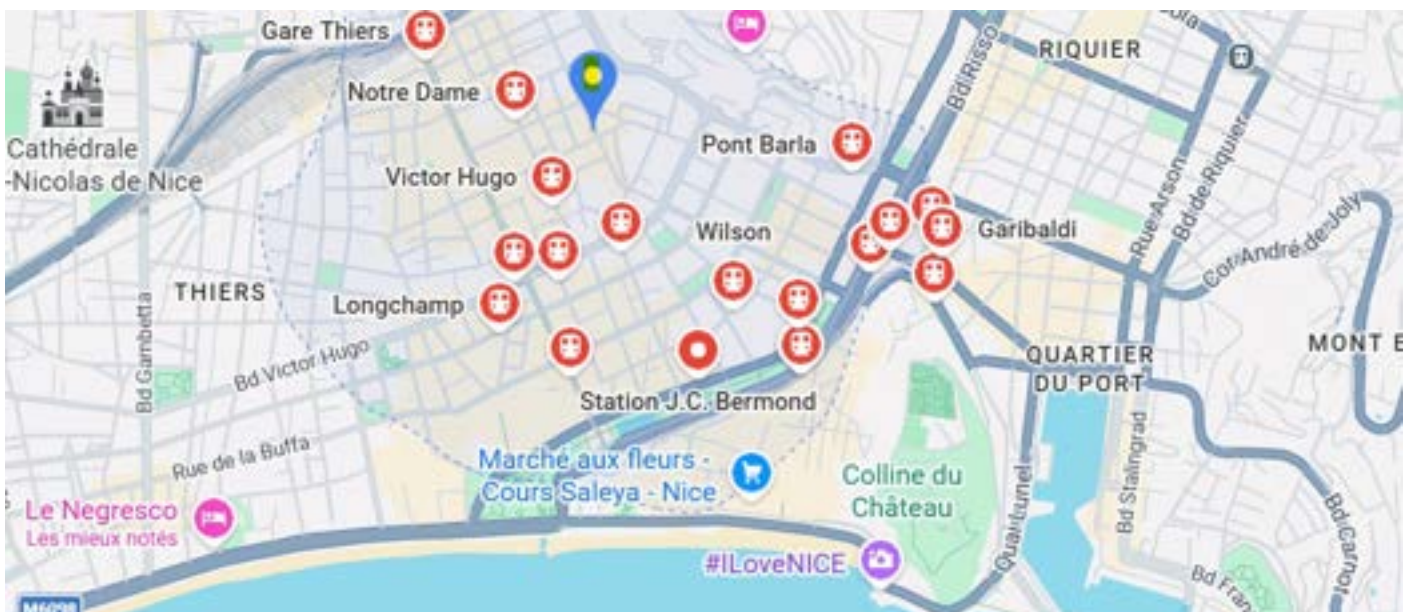 Gare Thiers
Notre Dame
Cathédrale
-Nicolas de Nice
Victor Hugo
Pont Barla
Bd Risso
RIQUIER
Rue Arson
Bd de Riquier
Col. André de Joly
Wilson
Garibaldi
THIERS
Longchamp
Bd Gambetta
Bd Victor Hugo
Station J.C. Bermond
QUARTIER
DU PORT
MONT
Rue de la Buffa
Marché aux fleurs -
Cours Saleya - Nice
Colline du
Château
Quai Lunel
Bd Stalingrad
Bd Carnot
Le Negresco
Les mieux notés
#ILoveNICE
Bd
M6098